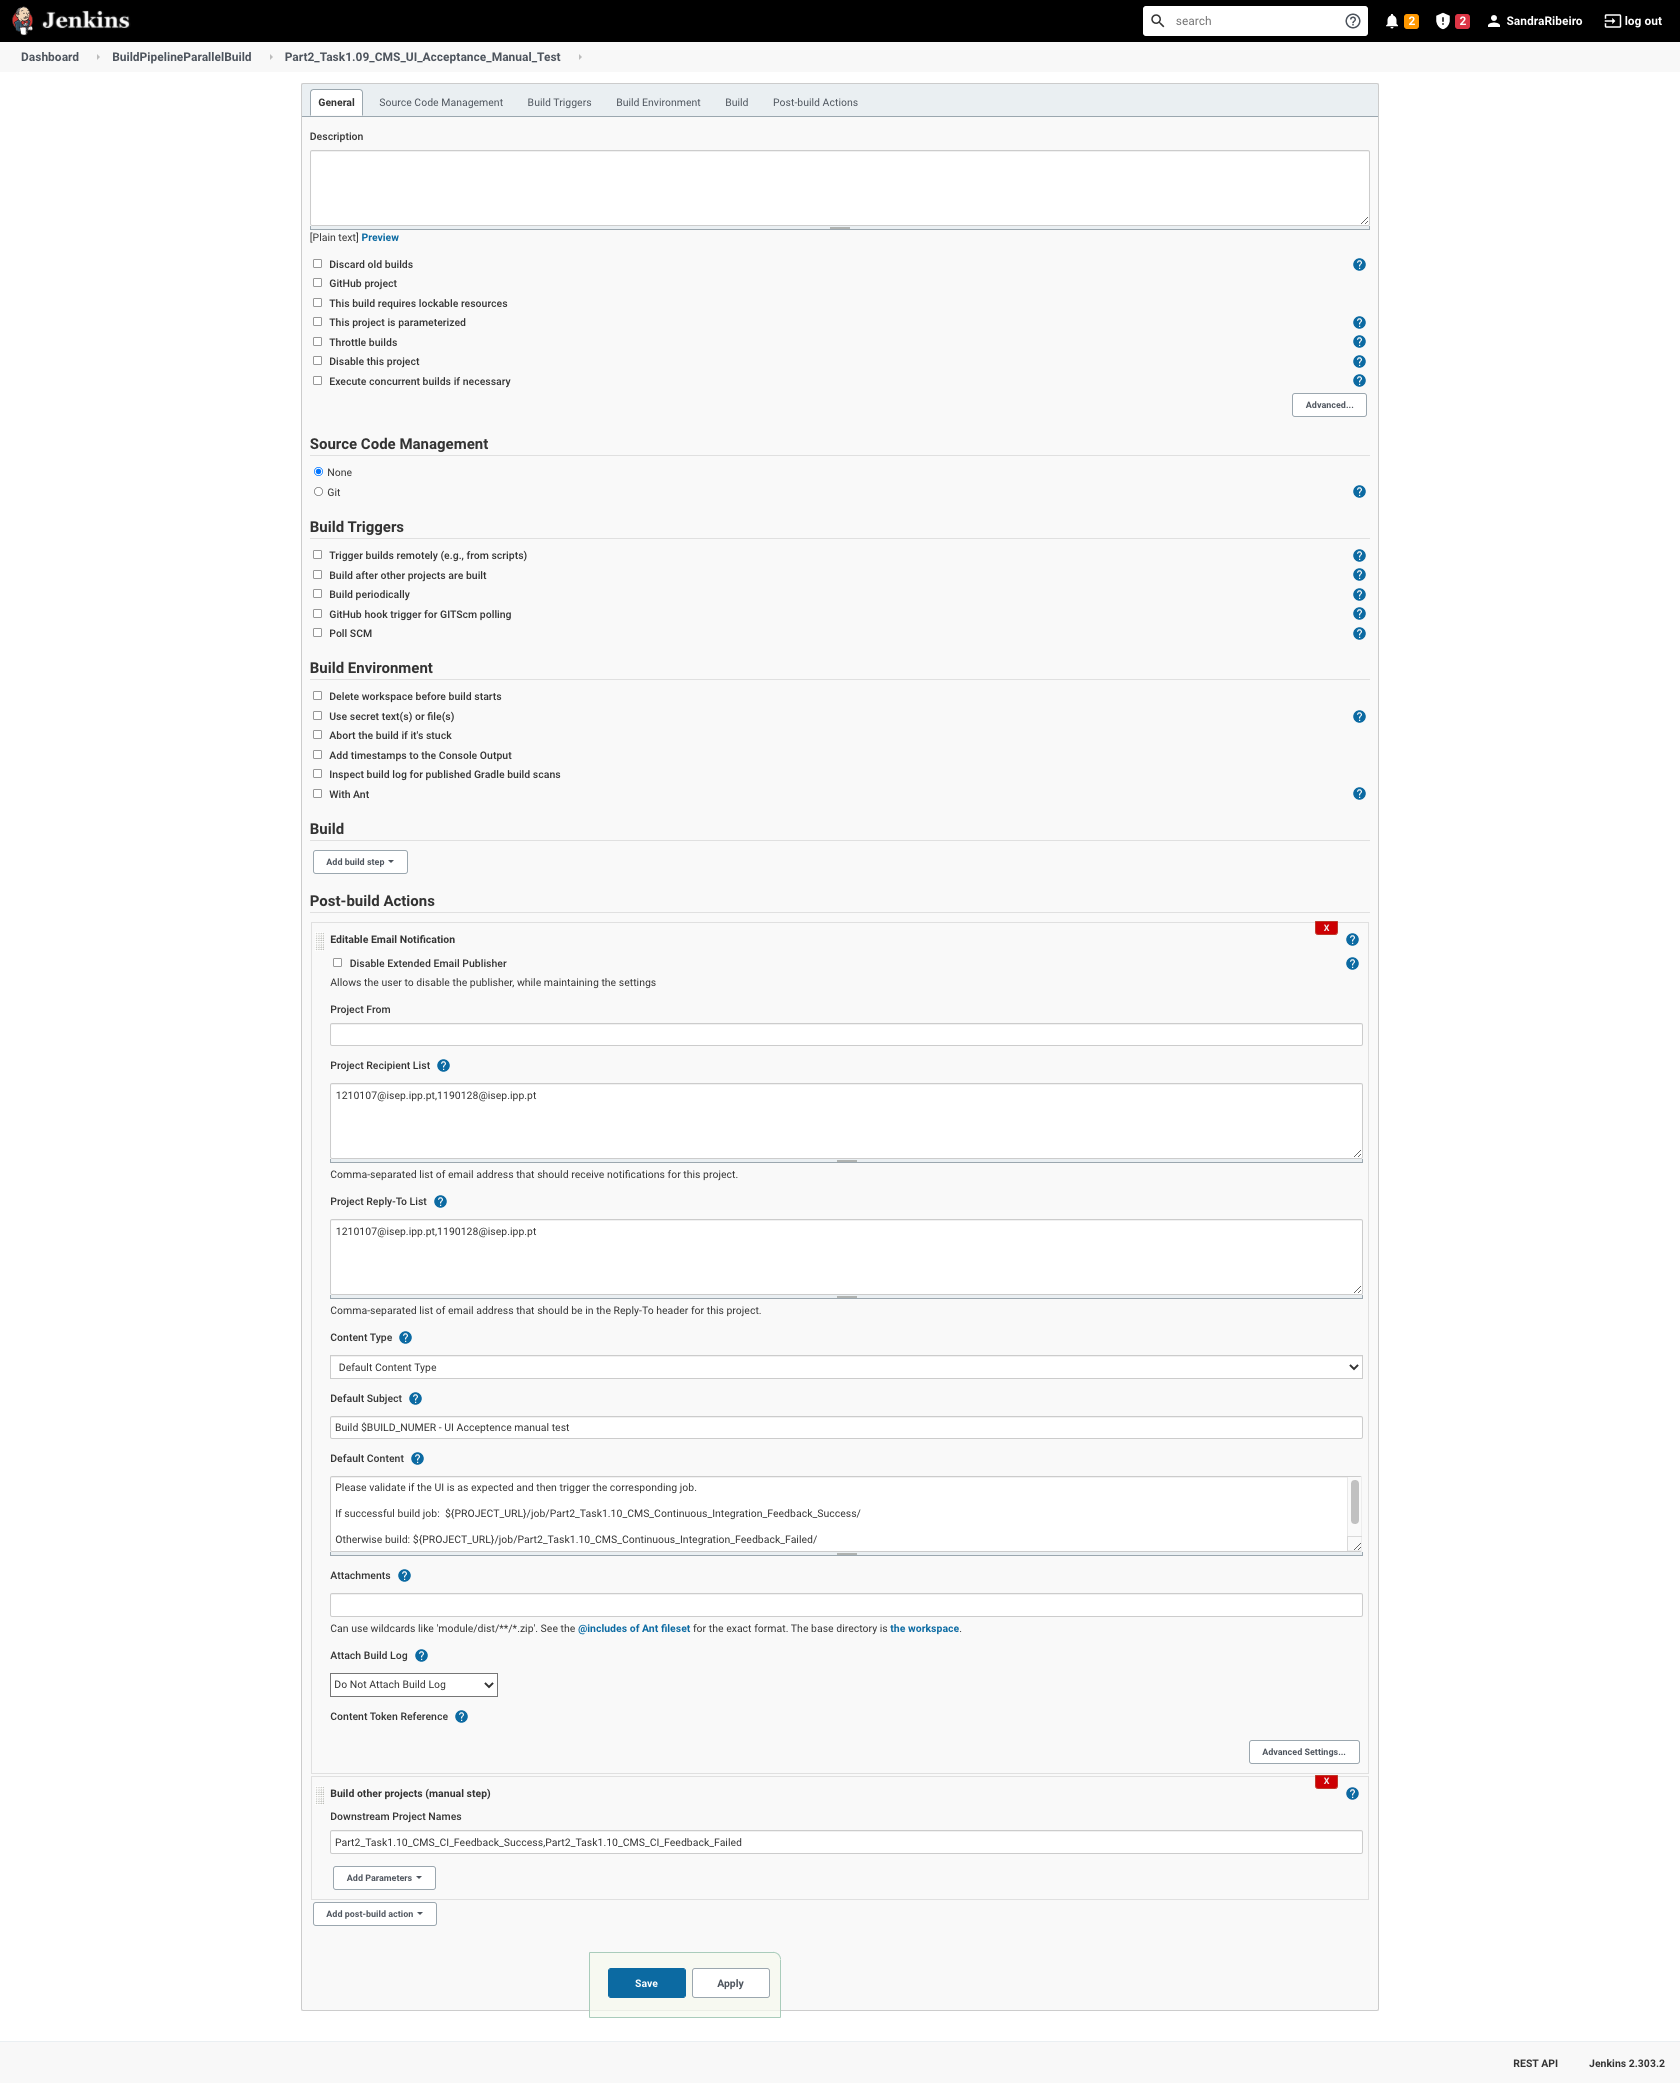 Jenkins
search
2
2
SandraRibeiro
log out
Dashboard
BuildPipelineParallelBuild
Part2_Task1.09_CMS_UI_Acceptance_Manual_Test
General
Source Code Management
Build Triggers
Build Environment
Build
Post-build Actions
Description
[Plain text] Preview
Discard old builds
GitHub project
This build requires lockable resources
This project is parameterized
Throttle builds
Disable this project
Execute concurrent builds if necessary
Advanced...
Source Code Management
None
Git
Build Triggers
Trigger builds remotely (e.g., from scripts)
Build after other projects are built
Build periodically
GitHub hook trigger for GITScm polling
Poll SCM
Build Environment
Delete workspace before build starts
Use secret text(s) or file(s)
Abort the build if it's stuck
Add timestamps to the Console Output
Inspect build log for published Gradle build scans
With Ant
Build
Add build step
Post-build Actions
X
Editable Email Notification
Disable Extended Email Publisher
Allows the user to disable the publisher, while maintaining the settings
Project From
Project Recipient List
1210107@isep.ipp.pt,1190128@isep.ipp.pt
Comma-separated list of email address that should receive notifications for this project.
Project Reply-To List
1210107@isep.ipp.pt,1190128@isep.ipp.pt
Comma-separated list of email address that should be in the Reply-To header for this project.
Content Type
Default Content Type
Default Subject
Build $BUILD_NUMER - UI Acceptence manual test
Default Content
Please validate if the UI is as expected and then trigger the corresponding job.
If successful build job:  ${PROJECT_URL}/job/Part2_Task1.10_CMS_Continuous_Integration_Feedback_Success/
Otherwise build: ${PROJECT_URL}/job/Part2_Task1.10_CMS_Continuous_Integration_Feedback_Failed/
Attachments
Can use wildcards like 'module/dist/**/*.zip'. See the @includes of Ant fileset for the exact format. The base directory is the workspace.
Attach Build Log
Do Not Attach Build Log
Content Token Reference
Advanced Settings...
X
Build other projects (manual step)
Downstream Project Names
Part2_Task1.10_CMS_CI_Feedback_Success,Part2_Task1.10_CMS_CI_Feedback_Failed
Add Parameters
Add post-build action
Save
Apply
REST API
Jenkins 2.303.2